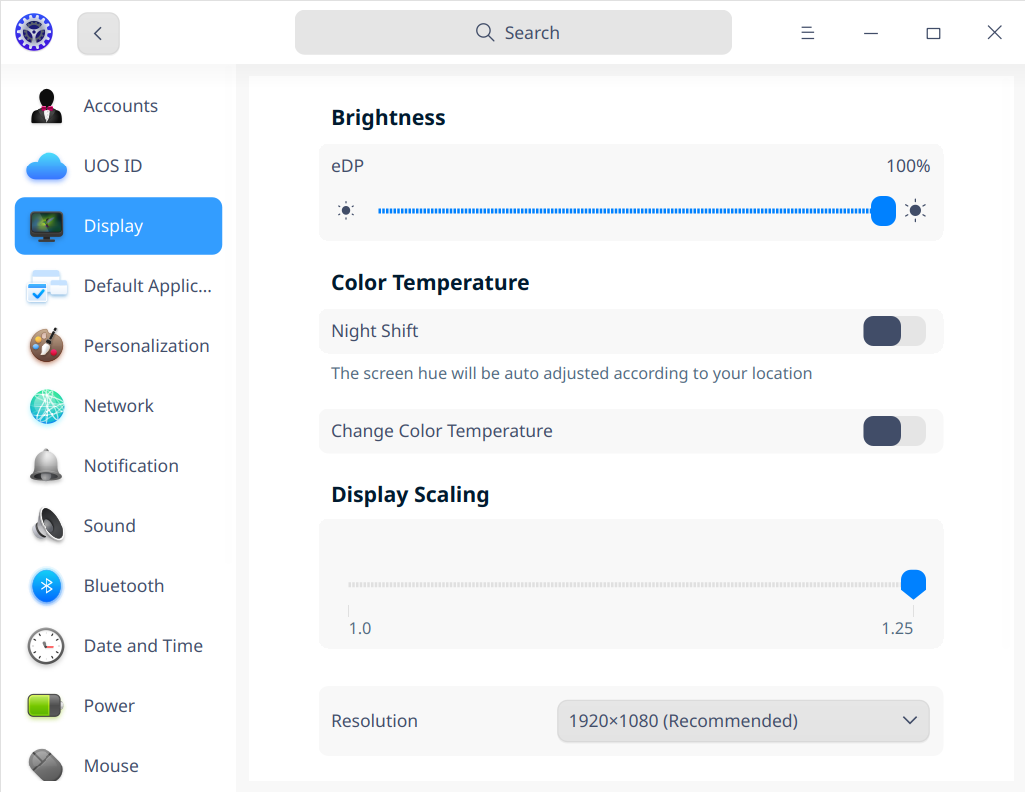 Search
Accounts
UOS ID
Display
Default Applic...
Personalization
Network
Notification
Sound
Bluetooth
Date and Time
Power
Mouse
Brightness
eDP 100%
Color Temperature
Night Shift
The screen hue will be auto adjusted according to your location
Change Color Temperature
Display Scaling
1.0 1.25
Resolution 1920×1080 (Recommended)